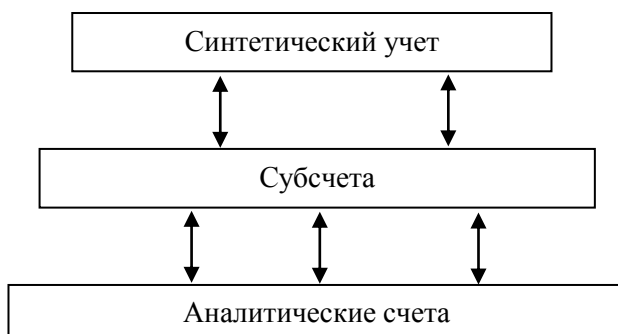 Синтетический учет
Субсчета
Аналитические счета